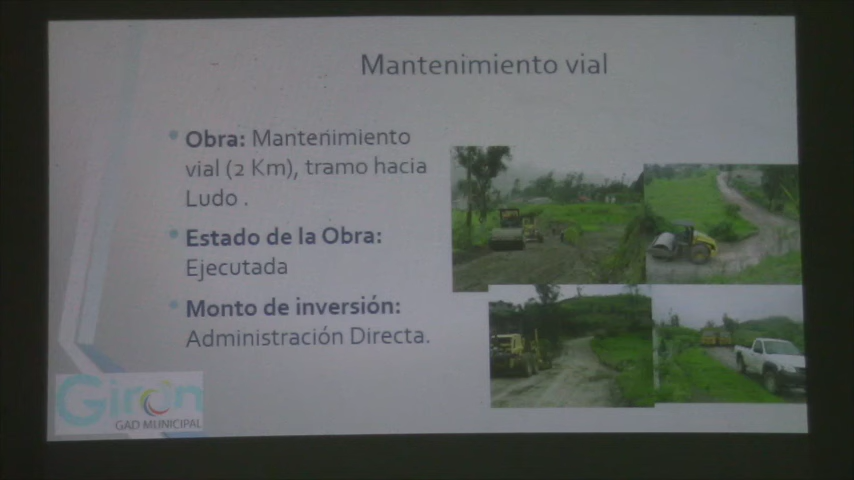 Mantenimiento vial
Obra: Mantenimiento
vial (2 Km), tramo hacia
Ludo .
Estado de la Obra:
Ejecutada
Monto de inversión:
Administración Directa.
Girón
GAD MUNICIPAL